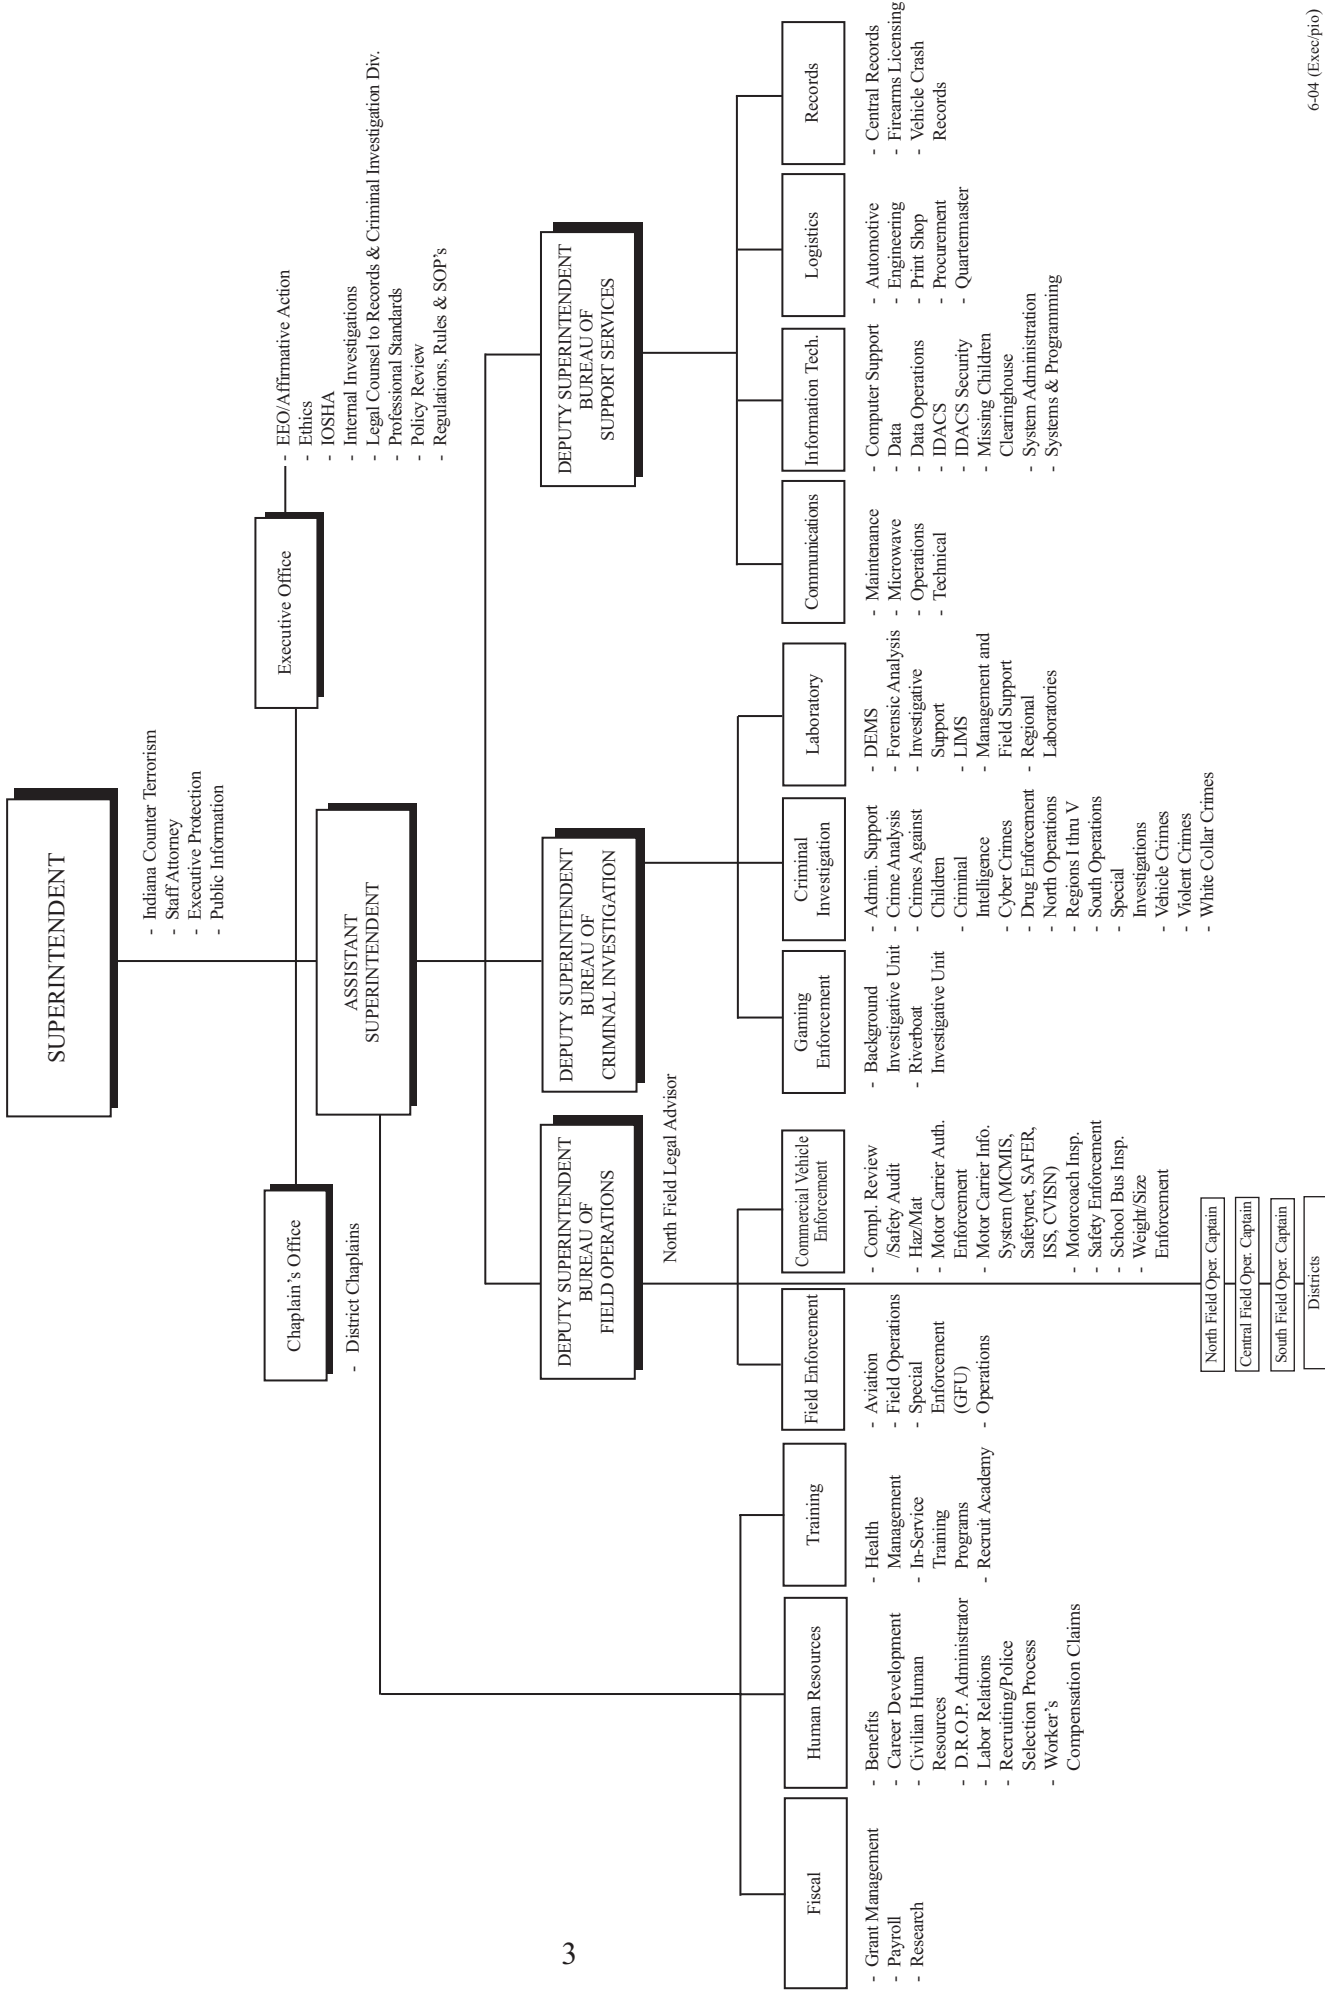 SUPERINTENDENT
- Indiana Counter Terrorism
- Staff Attorney
- Executive Protection
- Public Information
Chaplain's Office
- District Chaplains
Executive Office
- EEO/Affirmative Action
- Ethics
- IOSHA
- Internal Investigations
- Legal Counsel to Records & Criminal Investigation Div.
- Professional Standards
- Policy Review
- Regulations, Rules & SOP's
ASSISTANT
SUPERINTENDENT
DEPUTY SUPERINTENDENT
BUREAU OF
FIELD OPERATIONS
North Field Legal Advisor
DEPUTY SUPERINTENDENT
BUREAU OF
CRIMINAL INVESTIGATION
DEPUTY SUPERINTENDENT
BUREAU OF
SUPPORT SERVICES
Fiscal
- Grant Management
- Payroll
- Research
Human Resources
- Benefits
- Career Development
- Civilian Human
Resources
- D.R.O.P. Administrator
- Labor Relations
- Recruiting/Police
Selection Process
- Worker's
Compensation Claims
Training
- Health
Management
- In-Service
Training
Programs
- Recruit Academy
Field Enforcement
- Aviation
- Field Operations
- Special
Enforcement
(GFU)
- Operations
Commercial Vehicle
Enforcement
- Compl. Review
/Safety Audit
- Haz/Mat
- Motor Carrier Auth.
Enforcement
- Motor Carrier Info.
System (MCMIS,
Safetynet, SAFER,
ISS, CVISN)
- Motorcoach Insp.
- Safety Enforcement
- School Bus Insp.
- Weight/Size
Enforcement
North Field Oper. Captain
Central Field Oper. Captain
South Field Oper. Captain
Districts
Gaming
Enforcement
- Background
Investigative Unit
- Riverboat
Investigative Unit
Criminal
Investigation
- Admin. Support
- Crime Analysis
- Crimes Against
Children
- Criminal
Intelligence
- Cyber Crimes
- Drug Enforcement
- North Operations
- Regions I thru V
- South Operations
- Special
Investigations
- Vehicle Crimes
- Violent Crimes
- White Collar Crimes
Laboratory
- DEMS
- Forensic Analysis
- Investigative
Support
- LIMS
- Management and
Field Support
- Regional
Laboratories
Communications
- Maintenance
- Microwave
- Operations
- Technical
Information Tech.
- Computer Support
- Data
- Data Operations
- IDACS
- IDACS Security
- Missing Children
Clearinghouse
- System Administration
- Systems & Programming
Logistics
- Automotive
- Engineering
- Print Shop
- Procurement
- Quartermaster
Records
- Central Records
- Firearms Licensing
- Vehicle Crash
Records
6-04 (Exec/pio)
3